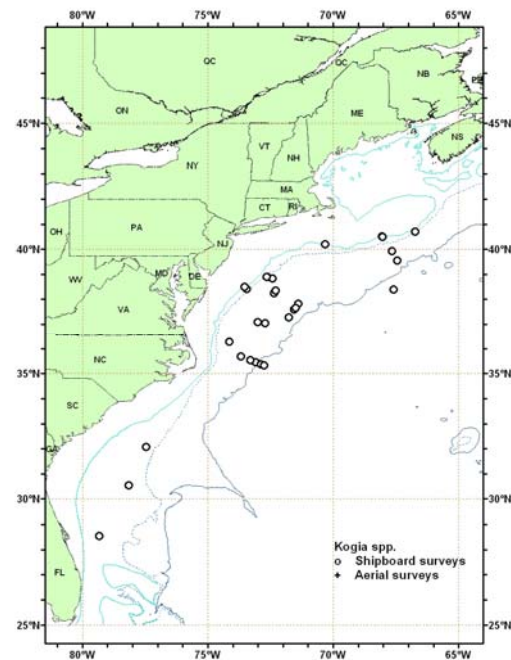 80°W 75°W 70°W 65°W
QC QC NB
ON ME
45°N 45°N
VT NS
NH
NY
MA
CT RI
OH PA 40°N
40°N NJ
MD DE
WV
VA
35°N NC 35°N
SC
GA
30°N 30°N
Kogia spp.
Shipboard surveys
FL Aerial surveys
25°N 25°N
80°W 75°W 70°W 65°W